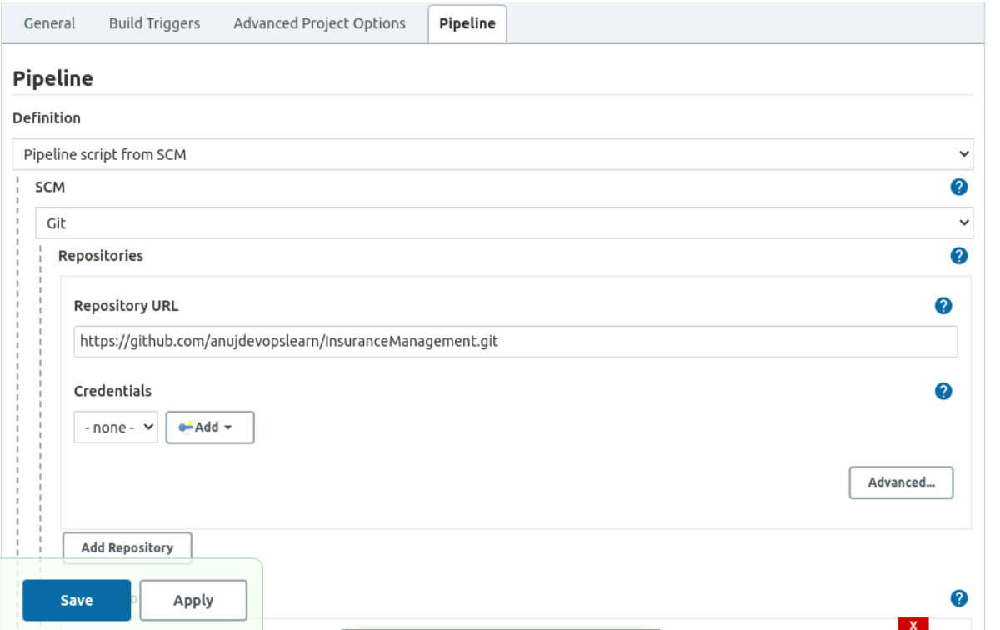 General Build Triggers Advanced Project Options Pipeline
Pipeline
Definition
Pipeline script from SCM
SCM ?
Git
Repositories ?
Repository URL ?
https://github.com/anujdevopslearn/InsuranceManagement.git
Credentials ?
- none - Add
Advanced...
Add Repository
Save Apply ?
X